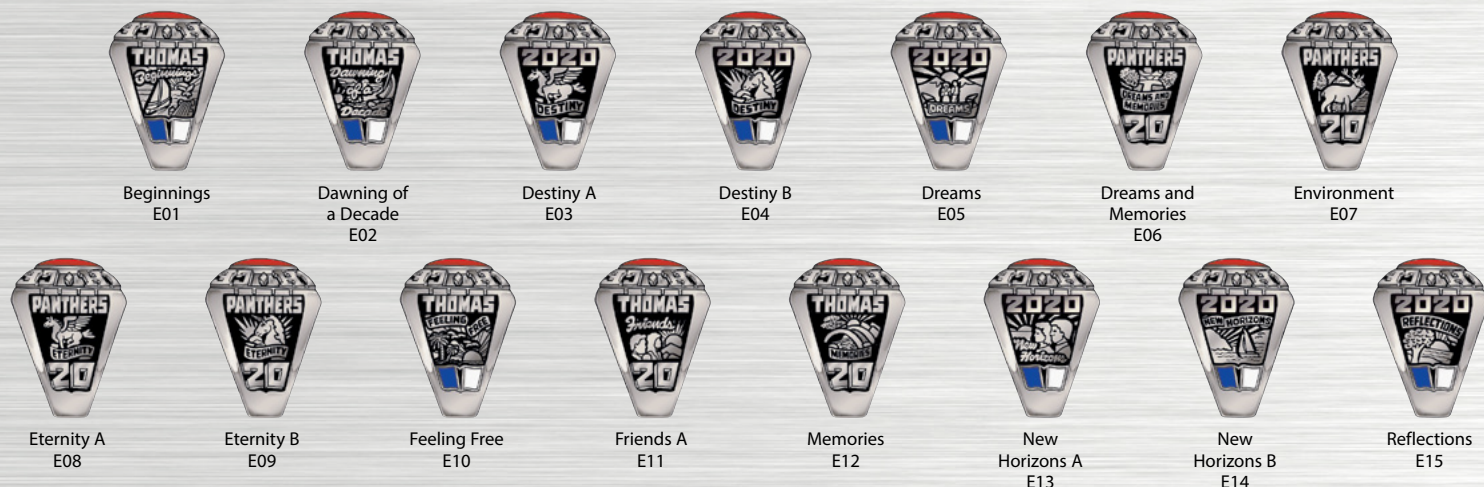 THOMAS
Beginnings
THOMAS
Dawning
of a
Decade
2020
DESTINY
2020
DESTINY
2020
DREAMS
PANTHERS
DREAMS AND
MEMORIES
20
PANTHERS
20
Beginnings
E01
Dawning of
a Decade
E02
Destiny A
E03
Destiny B
E04
Dreams
E05
Dreams and
Memories
E06
Environment
E07
PANTHERS
ETERNITY
20
PANTHERS
ETERNITY
20
THOMAS
FEELING FREE
THOMAS
Friends
20
THOMAS
MEMORIES
20
2020
New
Horizons
2020
NEW HORIZONS
2020
REFLECTIONS
Eternity A
E08
Eternity B
E09
Feeling Free
E10
Friends A
E11
Memories
E12
New
Horizons A
E13
New
Horizons B
E14
Reflections
E15